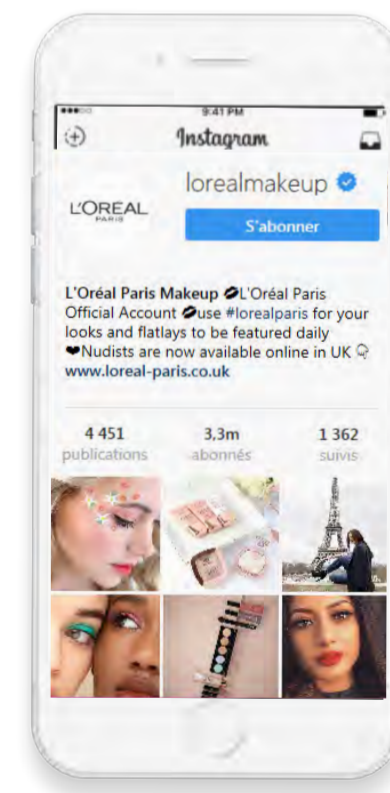 9:41 PM
Instagram
L'ORÉAL
PARIS
lorealmakeup
S'abonner
L'Oréal Paris Makeup 💋L'Oréal Paris
Official Account 💋use #lorealparis for your
looks and flatlays to be featured daily
❤Nudists are now available online in UK 👇
www.loreal-paris.co.uk
4 451 3,3m 1 362
publications abonnés suivis